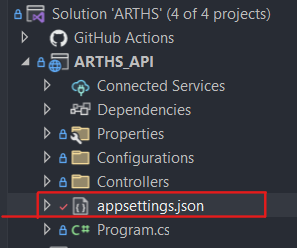 Solution 'ARTHS' (4 of 4 projects)
GitHub Actions
ARTHS_API
Connected Services
Dependencies
Properties
Configurations
Controllers
appsettings.json
C# Program.cs